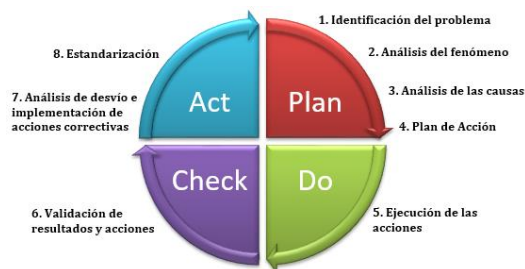 1. Identificación del problema
8. Estandarización
2. Análisis del fenómeno
7. Análisis de desvío e
implementación de
acciones correctivas
Act
Plan
3. Análisis de las causas
4. Plan de Acción
Check
Do
6. Validación de
resultados y acciones
5. Ejecución de las
acciones